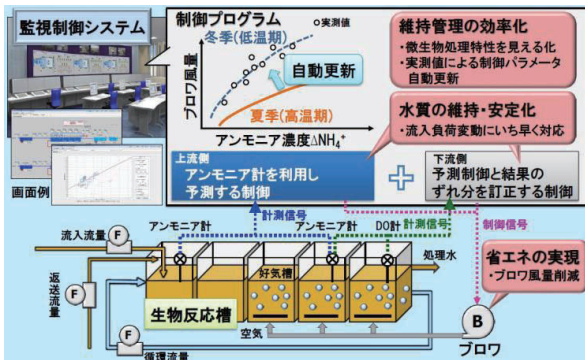 監視制御システム
画面例
制御プログラム
○実測値
冬季(低温期)
自動更新
夏季(高温期)
ブロワ風量
アンモニア濃度ΔNH₄⁺
維持管理の効率化
・微生物処理特性を見える化
・実測値による制御パラメータ
自動更新
水質の維持・安定化
・流入負荷変動にいち早く対応
上流側
アンモニア計を利用し
予測する制御
+
下流側
予測制御と結果の
ずれ分を訂正する制御
計測信号
計測信号
制御信号
アンモニア計
アンモニア計
DO計
流入流量
F
返送流量
F
循環流量
F
好気槽
生物反応槽
処理水
空気
B
ブロワ
省エネの実現
・ブロワ風量削減